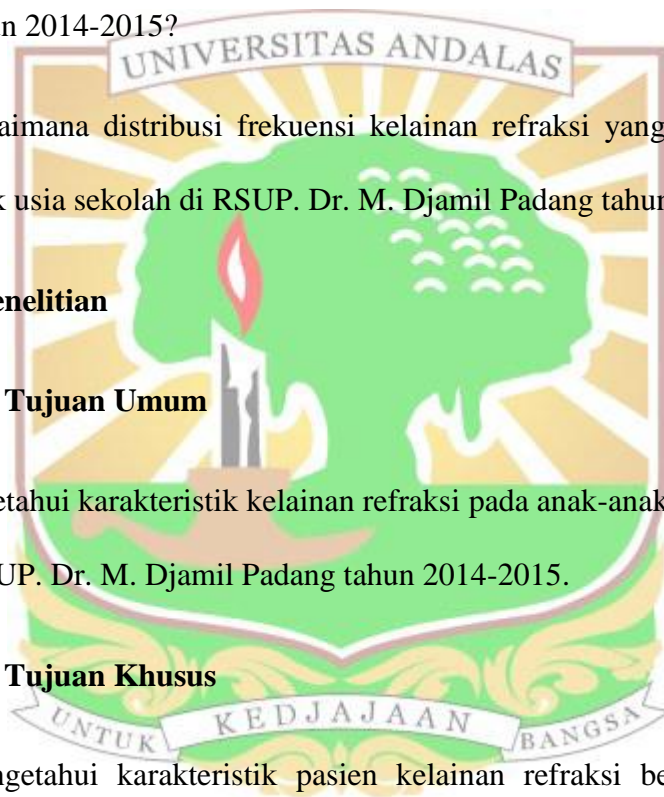 un 2014-2015?
UNIVERSITAS ANDALAS
aimana distribusi frekuensi kelainan refraksi yang
k usia sekolah di RSUP. Dr. M. Djamil Padang tahun
enelitian
Tujuan Umum
getahui karakteristik kelainan refraksi pada anak-anak
UP. Dr. M. Djamil Padang tahun 2014-2015.
Tujuan Khusus
UNTUK KEDJAJAAN BANGSA
ngetahui karakteristik pasien kelainan refraksi be